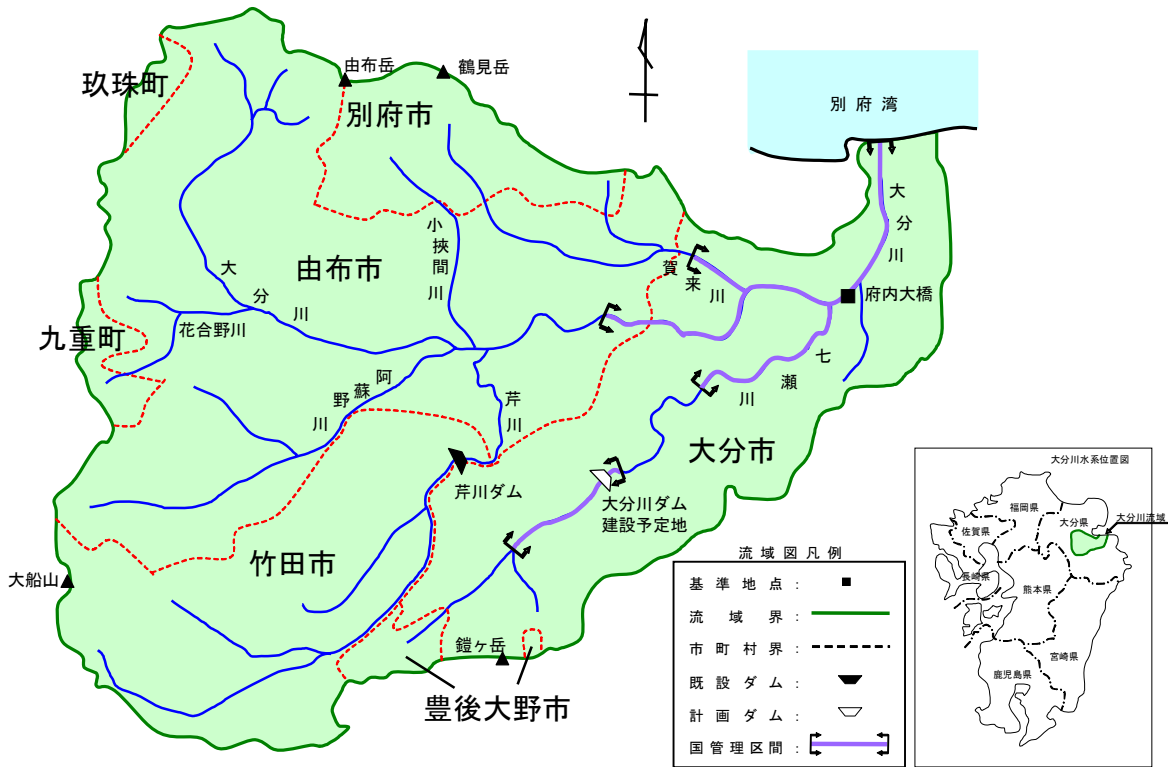 由布岳
鶴見岳
玖珠町
別府市
別府湾
大分川
小挾間川
由布市
賀来川
大分川
府内大橋
花合野川
九重町
七瀬川
阿蘇野川
芹川
大分市
芹川ダム
大分川ダム
建設予定地
竹田市
大船山
鎧ヶ岳
豊後大野市
流域図凡例
基準地点：
流域界：
市町村界：
既設ダム：
計画ダム：
国管理区間：
大分川水系位置図
福岡県
大分県
大分川流域
佐賀県
長崎県
熊本県
宮崎県
鹿児島県